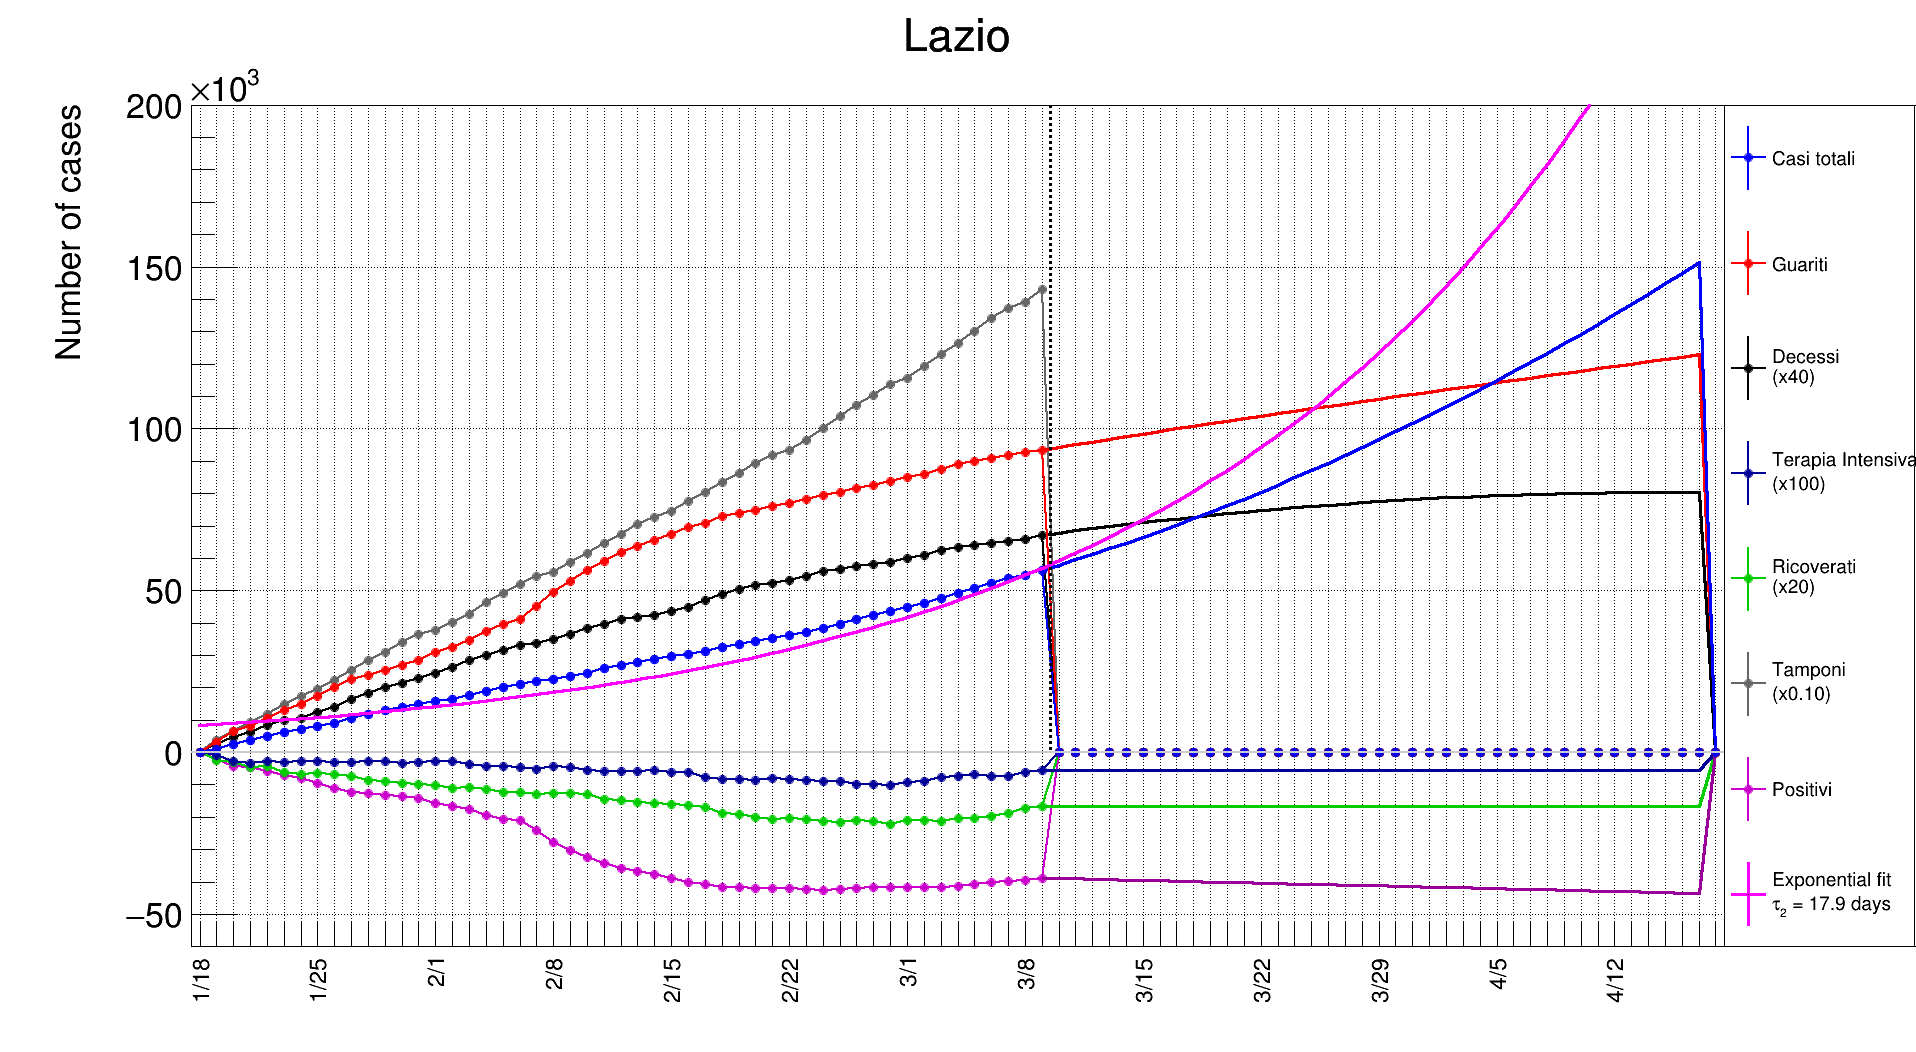 Lazio
×10³
Number of cases
200
150
100
50
0
−50
1/18
1/25
2/1
2/8
2/15
2/22
3/1
3/8
3/15
3/22
3/29
4/5
4/12
Casi totali
Guariti
Decessi
(x40)
Terapia Intensiva
(x100)
Ricoverati
(x20)
Tamponi
(x0.10)
Positivi
Exponential fit
τ₂ = 17.9 days